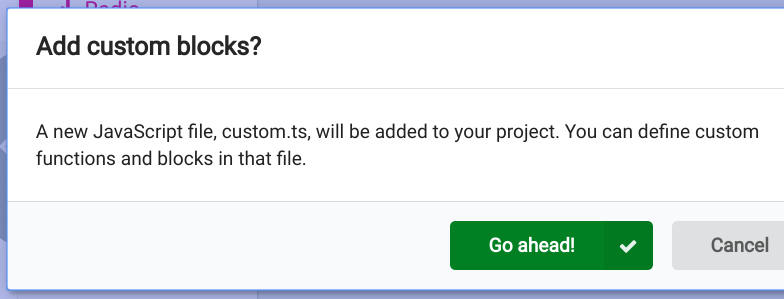 Radio
Add custom blocks?
A new JavaScript file, custom.ts, will be added to your project. You can define custom
functions and blocks in that file.
Go ahead!
Cancel